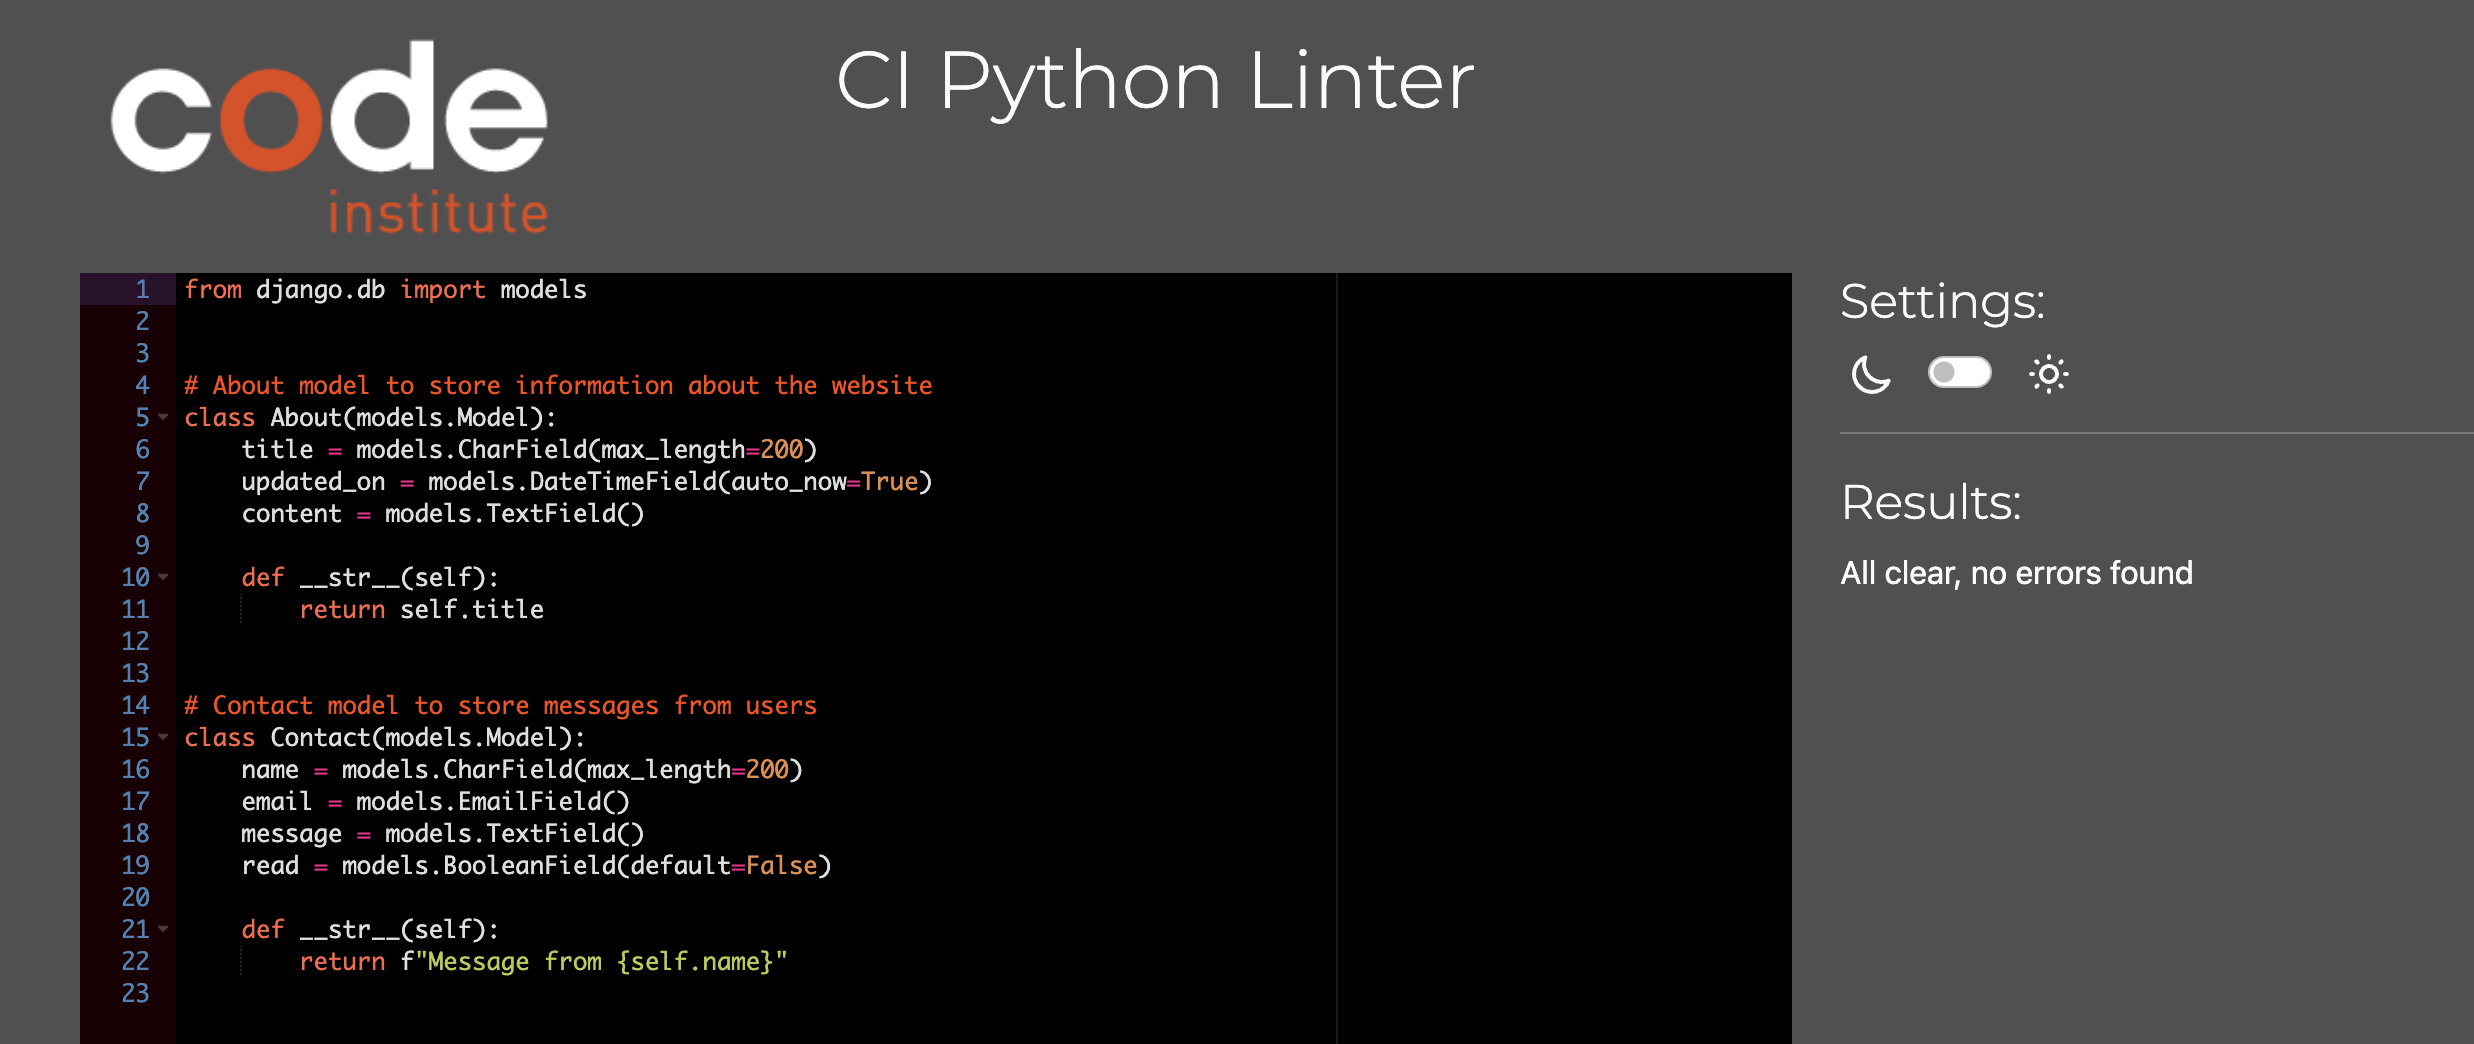 code
institute
CI Python Linter
1 from django.db import models
2
3
4 # About model to store information about the website
5 class About(models.Model):
6     title = models.CharField(max_length=200)
7     updated_on = models.DateTimeField(auto_now=True)
8     content = models.TextField()
9
10     def __str__(self):
11         return self.title
12
13
14 # Contact model to store messages from users
15 class Contact(models.Model):
16     name = models.CharField(max_length=200)
17     email = models.EmailField()
18     message = models.TextField()
19     read = models.BooleanField(default=False)
20
21     def __str__(self):
22         return f"Message from {self.name}"
23
Settings:
Results:
All clear, no errors found